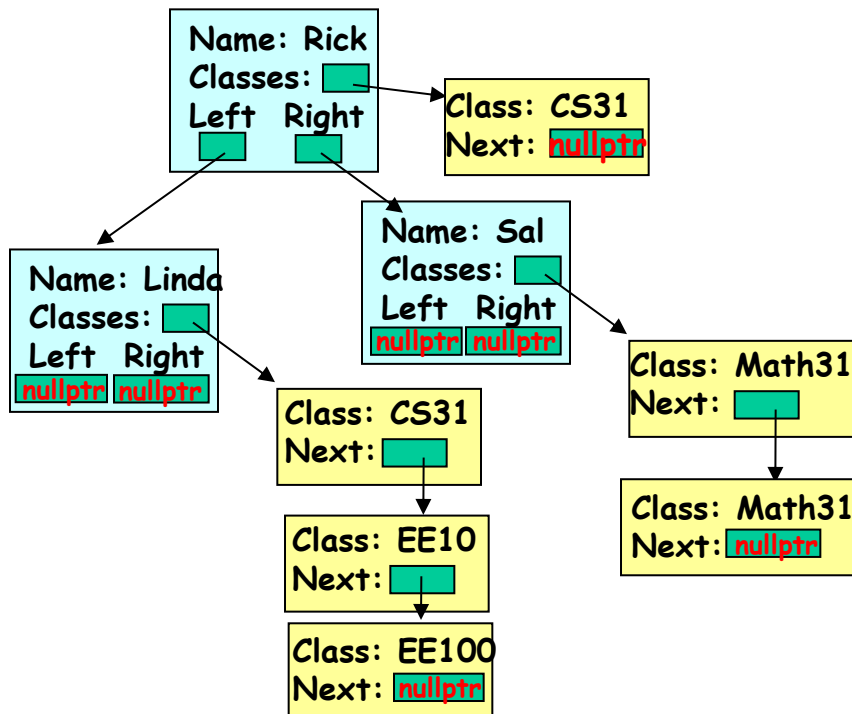 Name: Rick
Classes:
Left Right
Class: CS31
Next: nullptr
Name: Linda
Classes:
Left Right
nullptr nullptr
Name: Sal
Classes:
Left Right
nullptr nullptr
Class: CS31
Next:
Class: EE10
Next:
Class: EE100
Next: nullptr
Class: Math31
Next:
Class: Math31
Next: nullptr